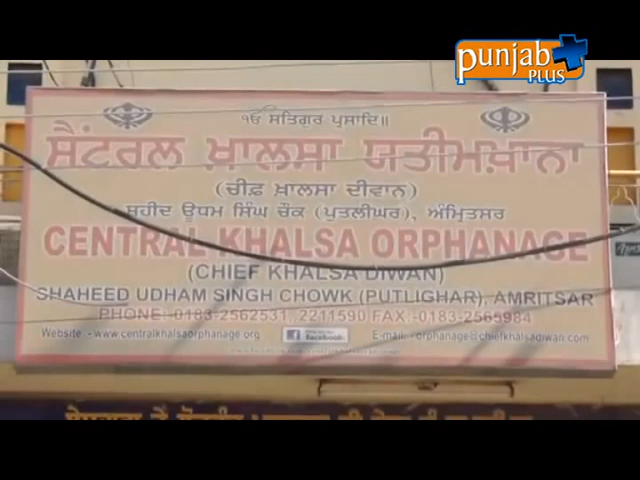 punjab
PLUS
ੴ ਸਤਿਗੁਰ ਪ੍ਰਸਾਦਿ॥
ਸੈਂਟਰਲ ਖ਼ਾਲਸਾ ਯਤੀਮਖ਼ਾਨਾ
(ਚੀਫ਼ ਖ਼ਾਲਸਾ ਦੀਵਾਨ)
ਸ਼ਹੀਦ ਊਧਮ ਸਿੰਘ ਚੌਕ (ਪੁਤਲੀਘਰ), ਅੰਮ੍ਰਿਤਸਰ
CENTRAL KHALSA ORPHANAGE
(CHIEF KHALSA DIWAN)
SHAHEED UDHAM SINGH CHOWK (PUTLIGHAR), AMRITSAR
PHONE:-0183-2562531, 2211590 FAX:-0183-2565984
Website :-www.centralkhalsaorphanage.org facebook E-mail:-orphanage@chiefkhalsadiwan.com